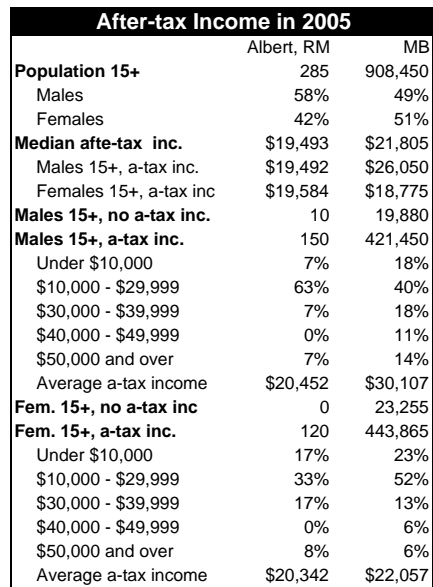 After-tax Income in 2005
Albert, RM MB
Population 15+ 285 908,450
Males 58% 49%
Females 42% 51%
Median afte-tax inc. $19,493 $21,805
Males 15+, a-tax inc. $19,492 $26,050
Females 15+, a-tax inc $19,584 $18,775
Males 15+, no a-tax inc. 10 19,880
Males 15+, a-tax inc. 150 421,450
Under $10,000 7% 18%
$10,000 - $29,999 63% 40%
$30,000 - $39,999 7% 18%
$40,000 - $49,999 0% 11%
$50,000 and over 7% 14%
Average a-tax income $20,452 $30,107
Fem. 15+, no a-tax inc 0 23,255
Fem. 15+, a-tax inc. 120 443,865
Under $10,000 17% 23%
$10,000 - $29,999 33% 52%
$30,000 - $39,999 17% 13%
$40,000 - $49,999 0% 6%
$50,000 and over 8% 6%
Average a-tax income $20,342 $22,057